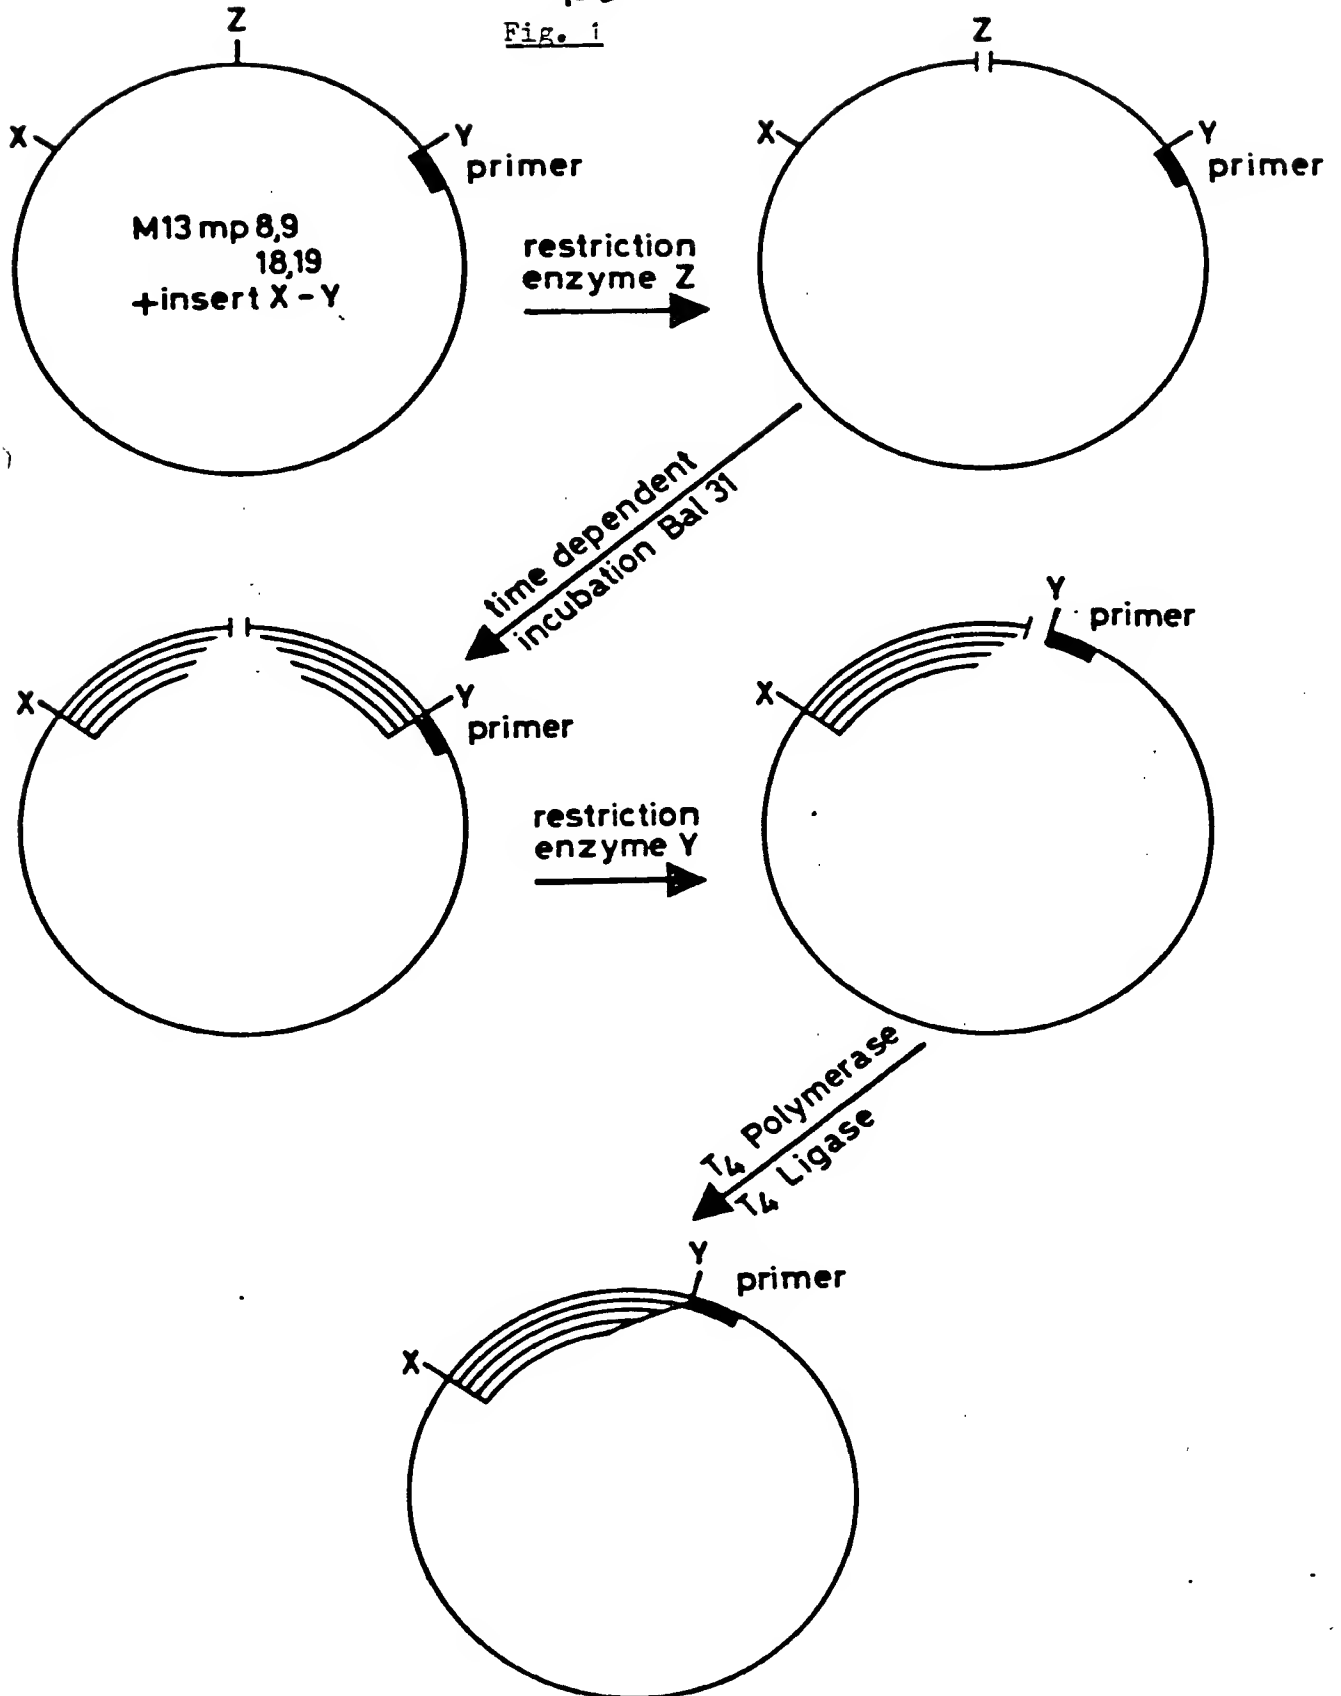 Fig. 1
Z
X
Y
primer
M13 mp 8,9
18,19
+insert X - Y
restriction
enzyme Z
Z
X
Y
primer
time dependent
incubation Bal 31
X
Y
primer
restriction
enzyme Y
X
Y
primer
T4 Polymerase
T4 Ligase
X
Y
primer